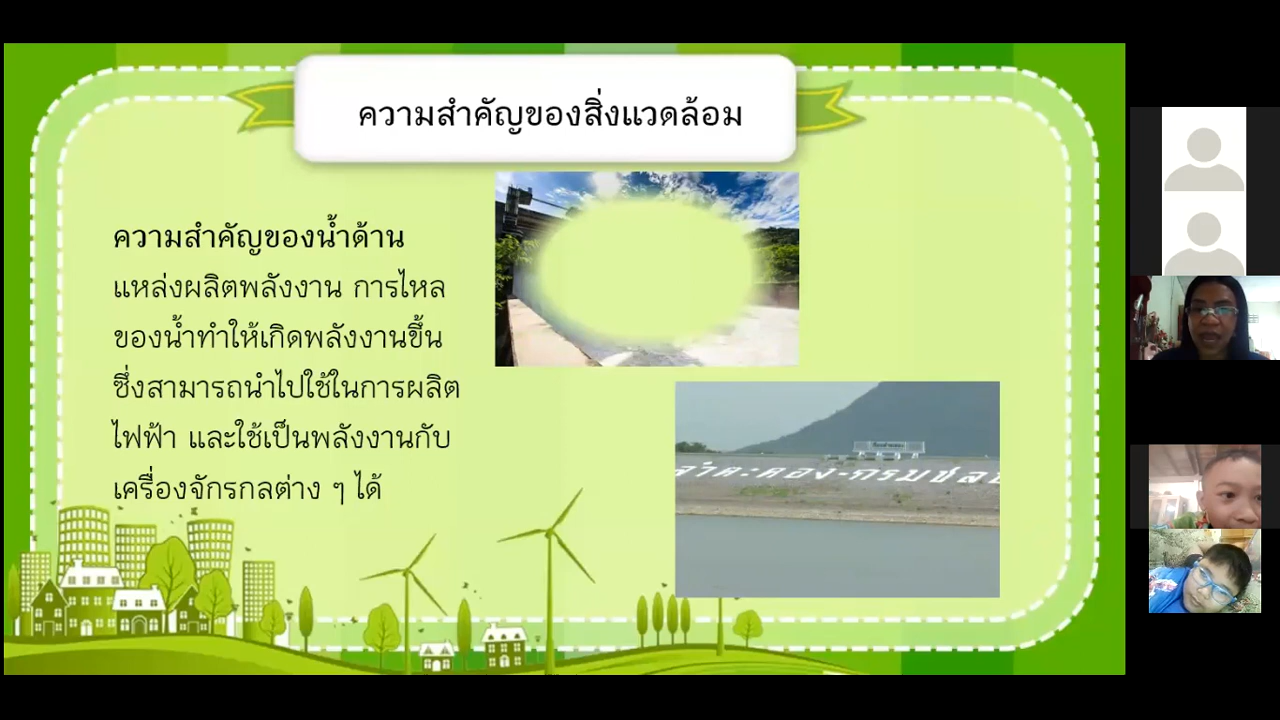 ความสำคัญของสิ่งแวดล้อม
ความสำคัญของน้ำด้าน
แหล่งผลิตพลังงาน การไหล
ของน้ำทำให้เกิดพลังงานขึ้น
ซึ่งสามารถนำไปใช้ในการผลิต
ไฟฟ้า และใช้เป็นพลังงานกับ
เครื่องจักรกลต่าง ๆ ได้